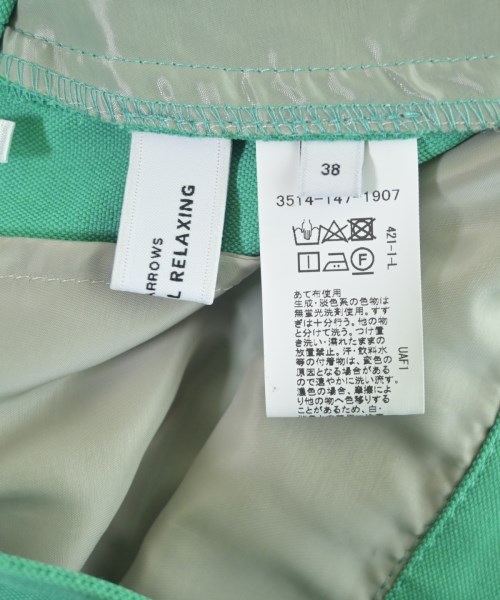 ARROWS
L RELAXING
38
3514-147-1907
421-I-L
UAF1
あて布使用
生成・淡色系の色物は
無蛍光洗剤使用。すす
ぎは十分行う。他の物
と分けて洗う。つけ置
き洗い・濡れたままの
放置禁止。汗・飲料水
等の付着物は、変色の
原因となる場合がある
ので速やかに洗い流す。
濃色の場合、摩擦によ
り他の物へ色移りする
ことがあるため、白・